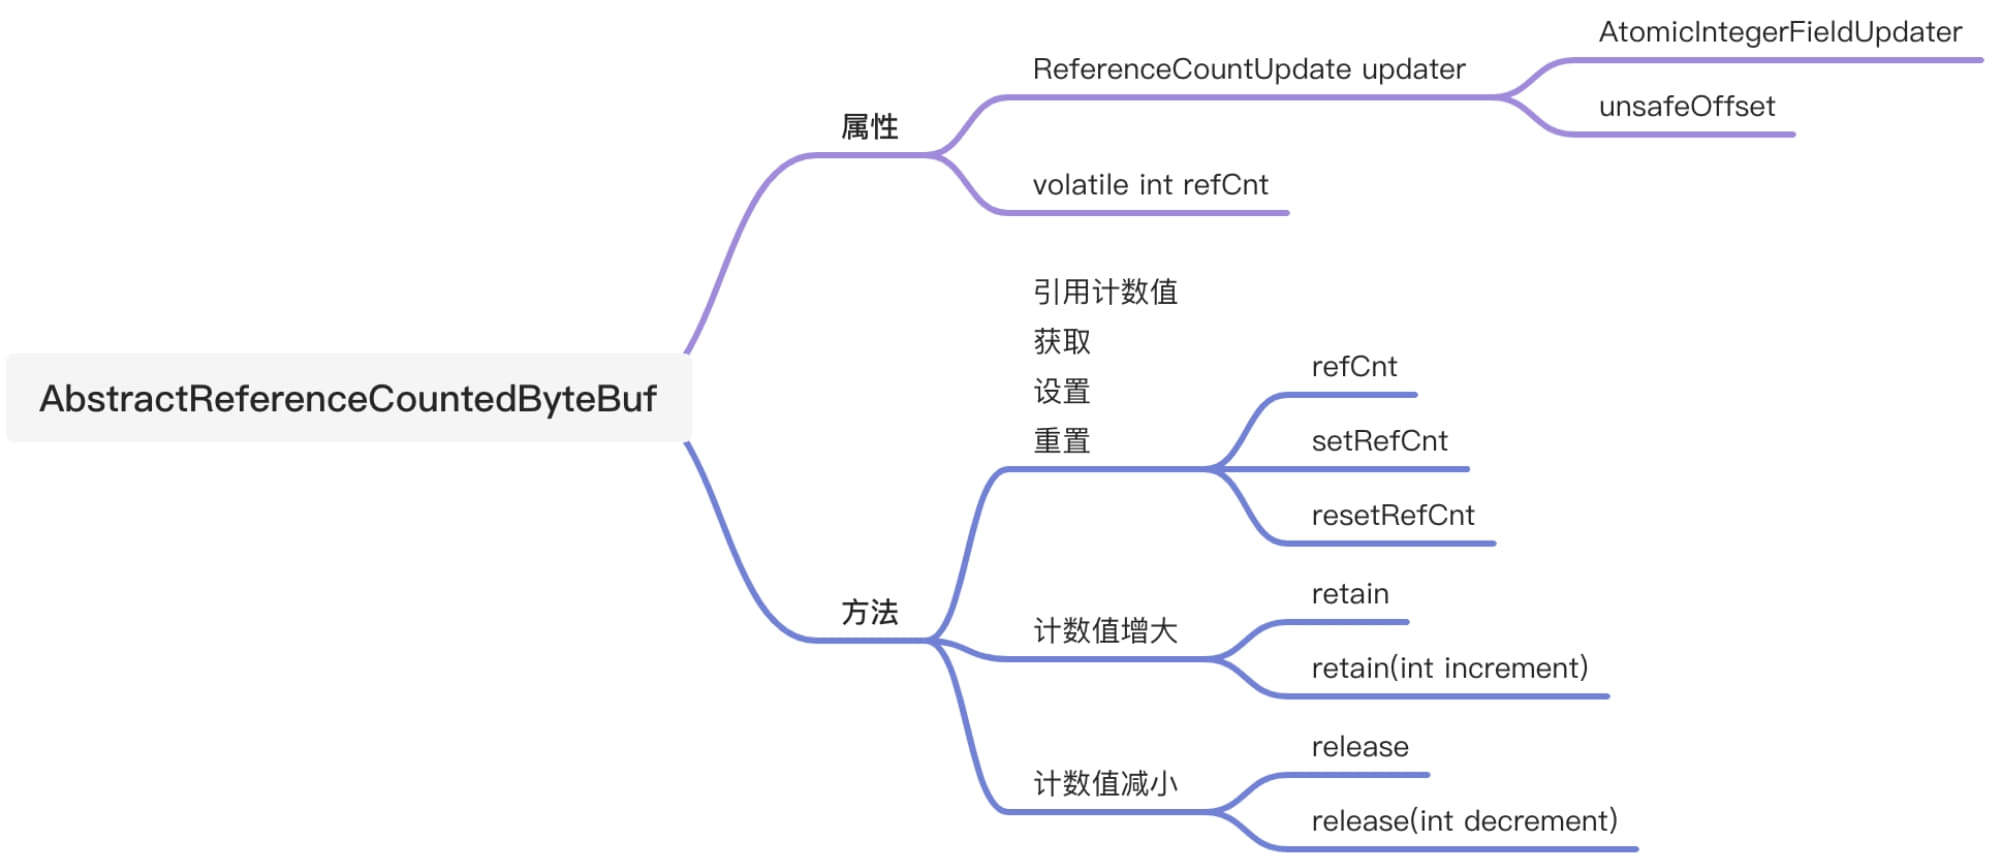 AbstractReferenceCountedByteBuf
属性
ReferenceCountUpdate updater
AtomicIntegerFieldUpdater
unsafeOffset
volatile int refCnt
方法
引用计数值
获取
设置
重置
refCnt
setRefCnt
resetRefCnt
计数值增大
retain
retain(int increment)
计数值减小
release
release(int decrement)